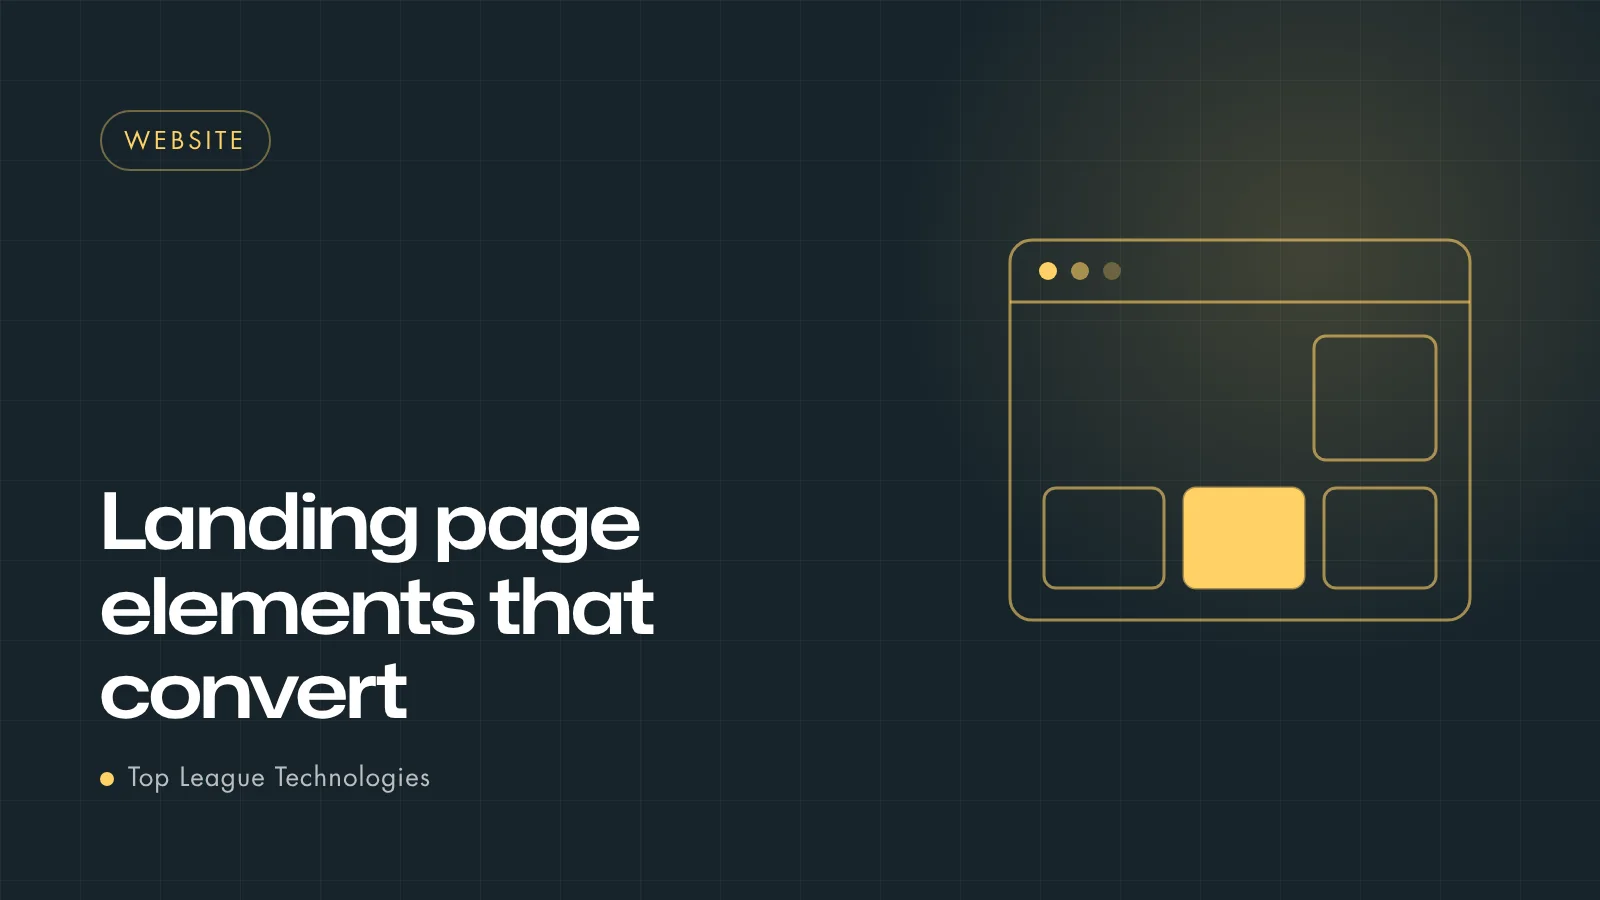 WEBSITE
Landing page
elements that
convert
Top League Technologies